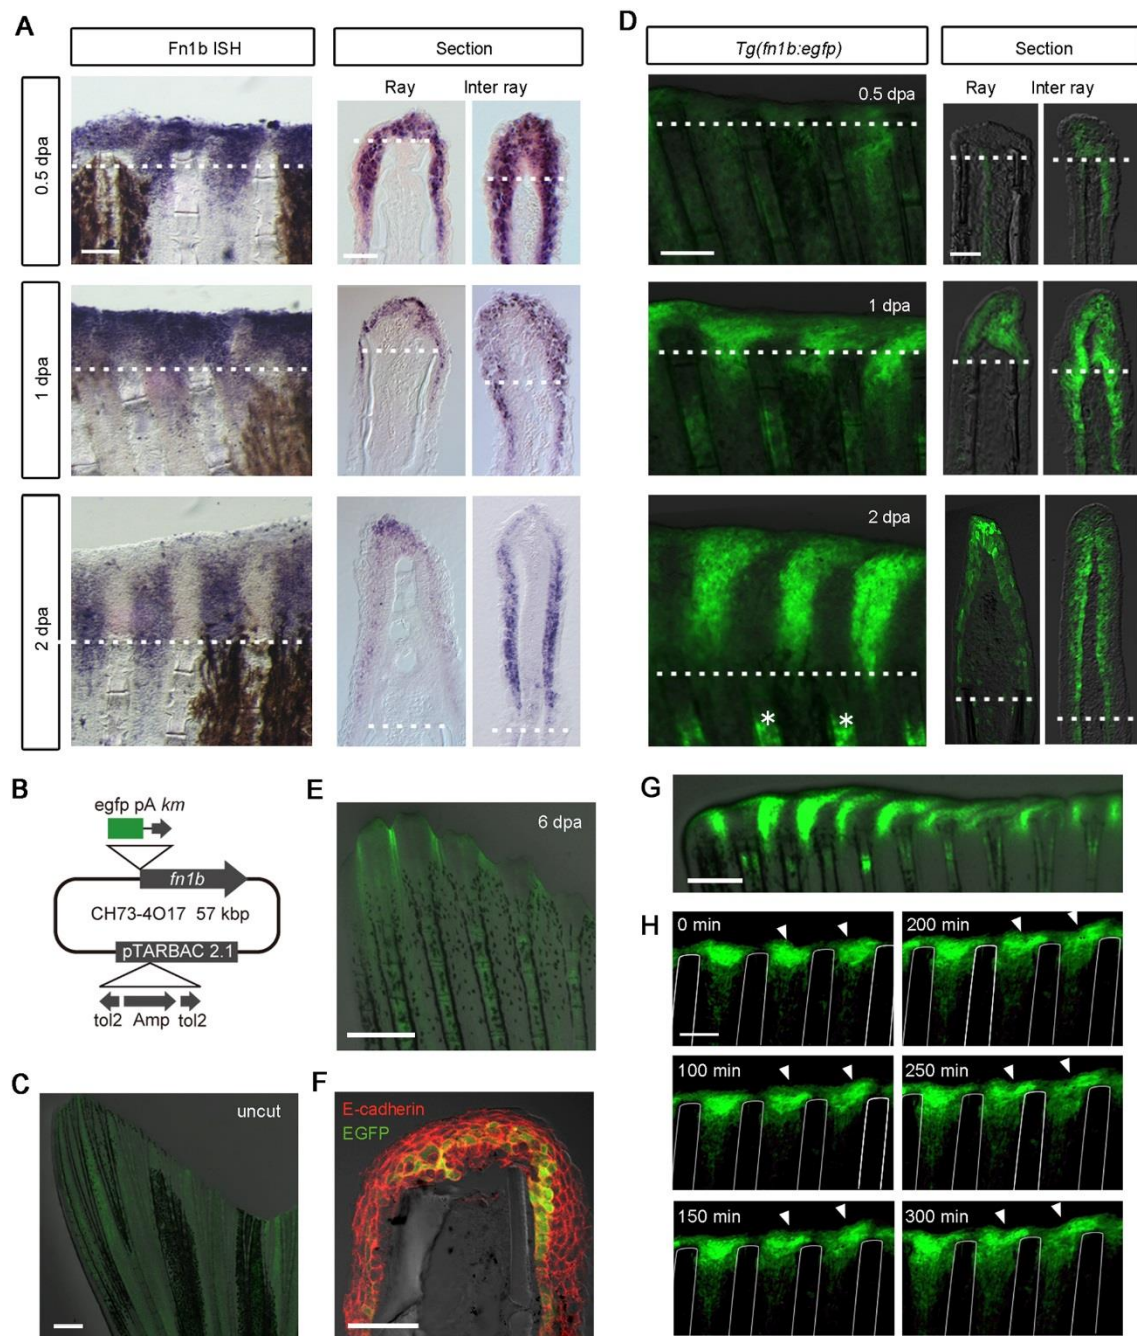 A
Fn1b ISH
Section
Ray
Inter ray
0.5 dpa
1 dpa
2 dpa
D
Tg(fn1b:egfp)
Section
Ray
Inter ray
0.5 dpa
1 dpa
2 dpa
*
*
B
egfp pA km
fn1b
CH73-4O17 57 kbp
pTARBAC 2.1
tol2 Amp tol2
C
uncut
E
6 dpa
F
E-cadherin
EGFP
G
H
0 min
200 min
100 min
250 min
150 min
300 min